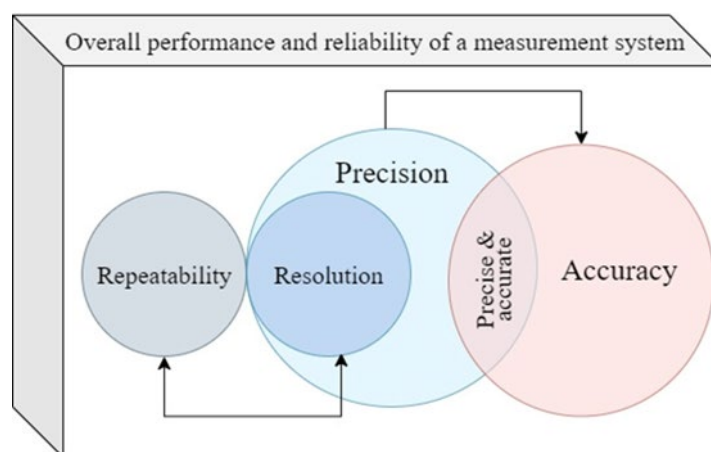 Overall performance and reliability of a measurement system
Precision
Repeatability
Resolution
Precise &
accurate
Accuracy